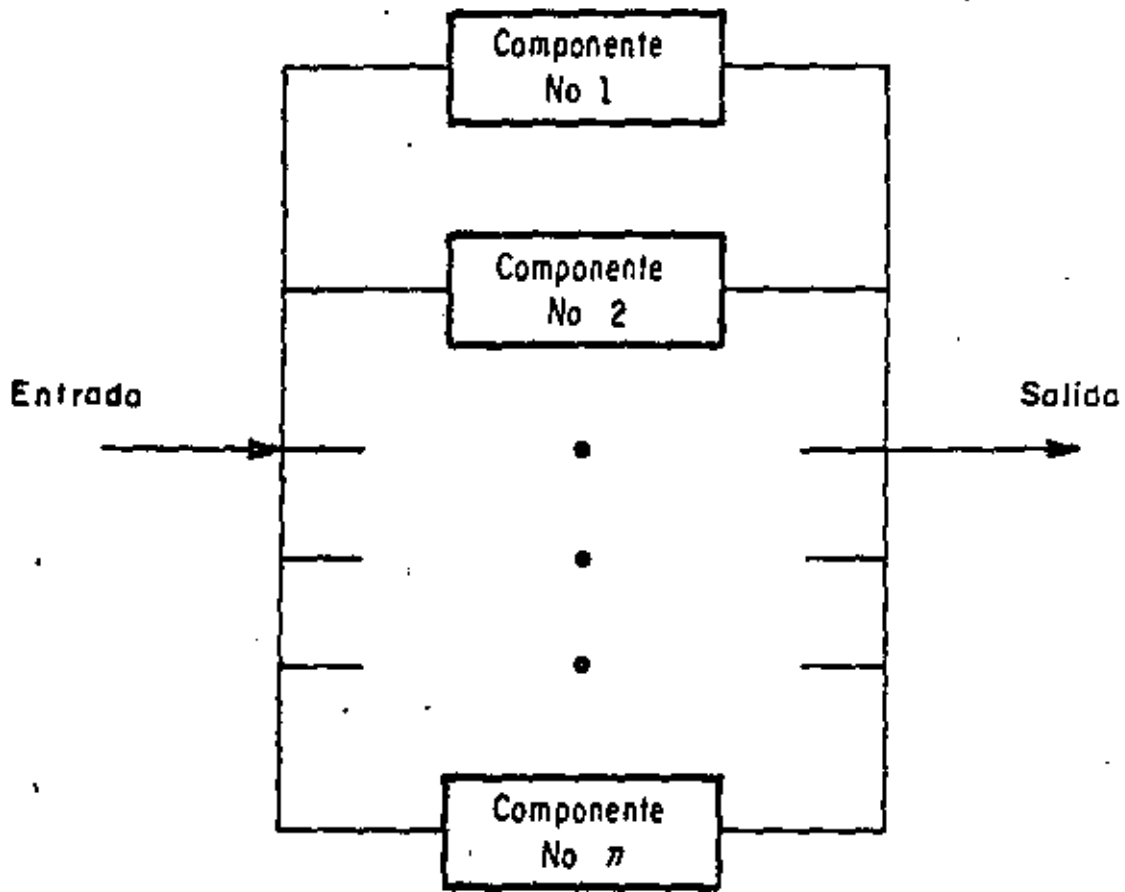 Componente
No 1
Componente
No 2
Entrada
Salida
Componente
No n